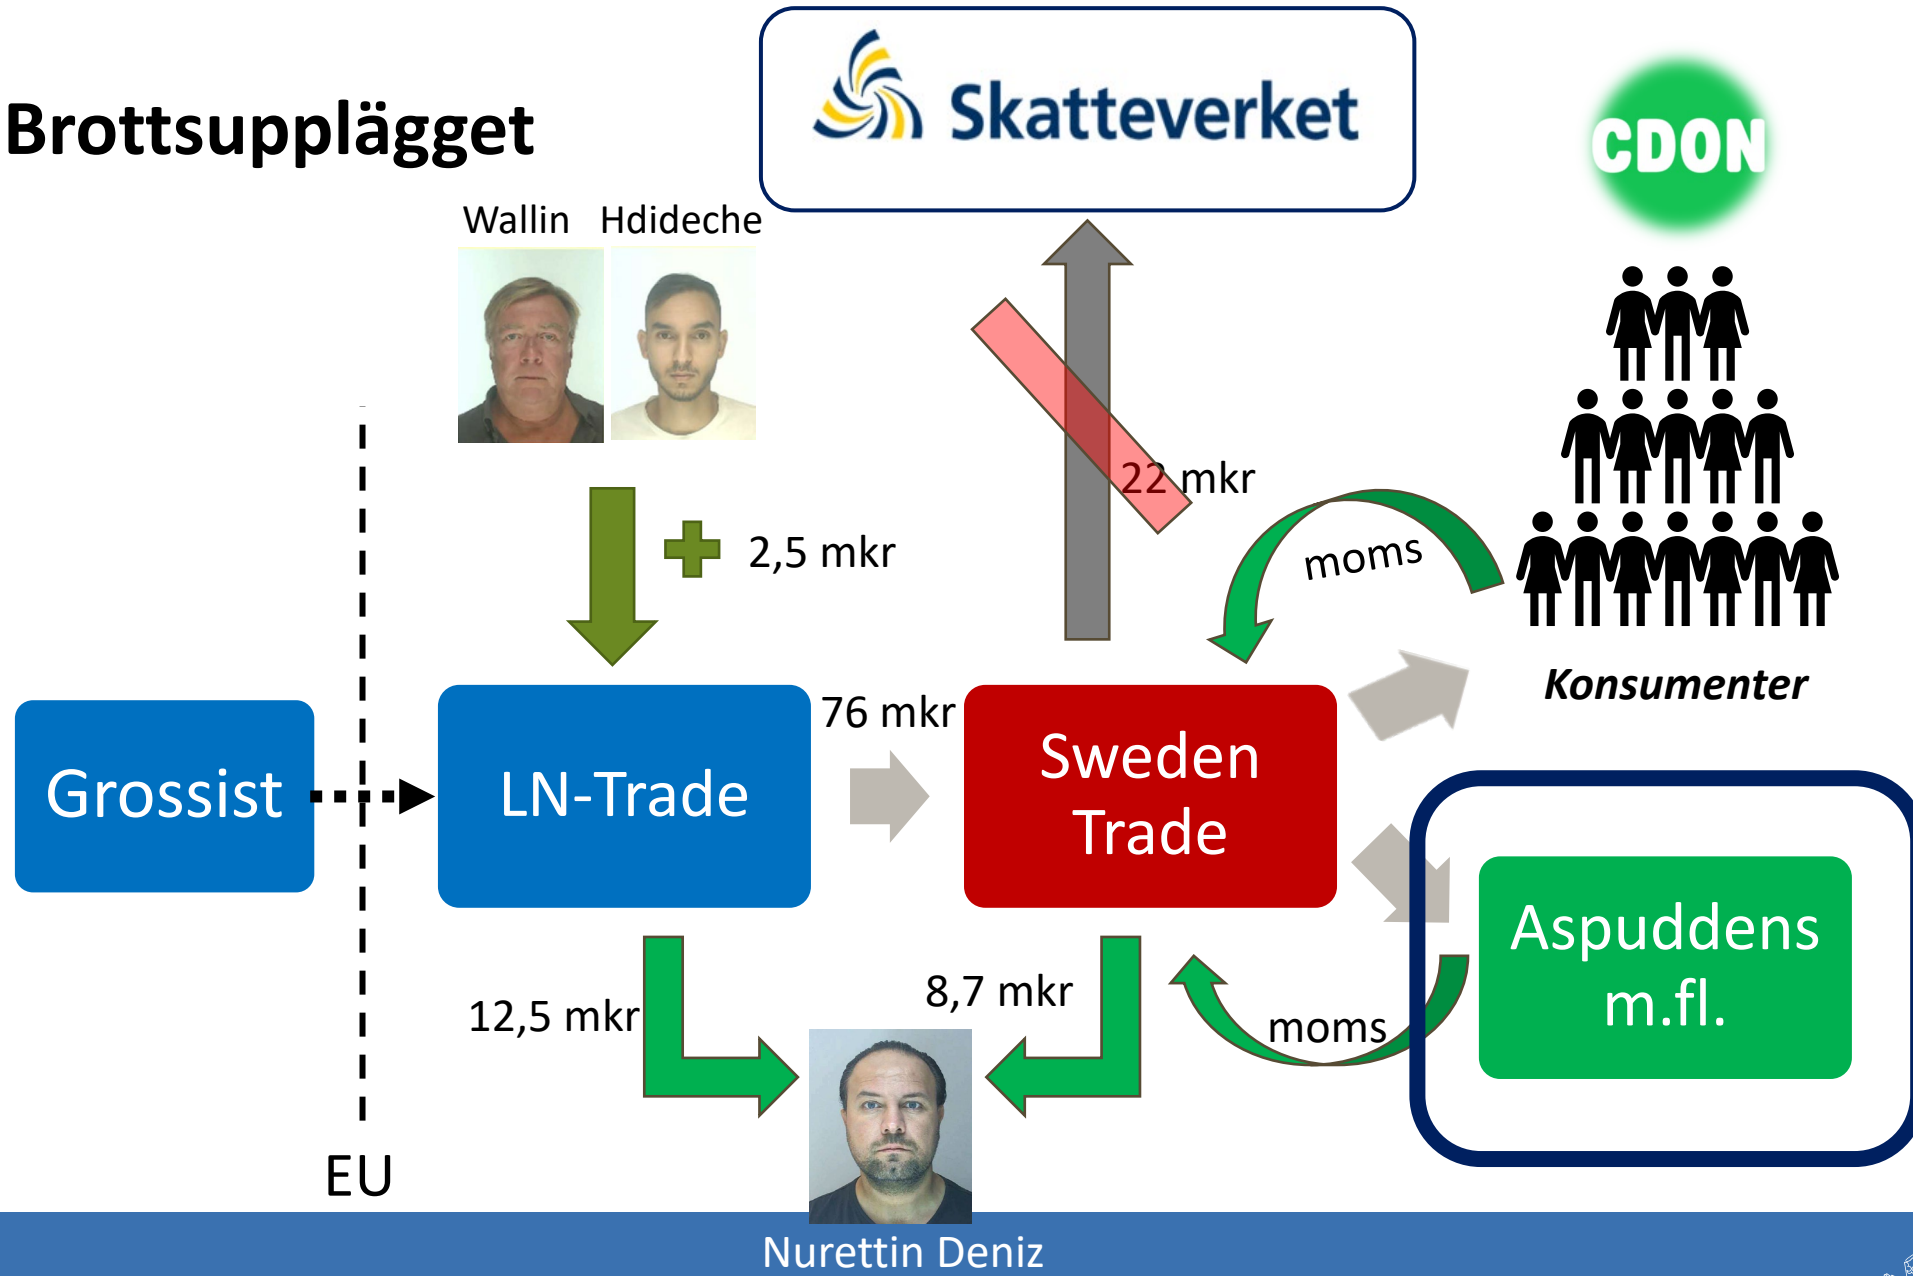 Brottsupplägget
Skatteverket
CDON
Wallin
Hdideche
22 mkr
2,5 mkr
moms
Konsumenter
76 mkr
Grossist
LN-Trade
Sweden
Trade
Aspuddens
m.fl.
12,5 mkr
8,7 mkr
moms
EU
Nurettin Deniz